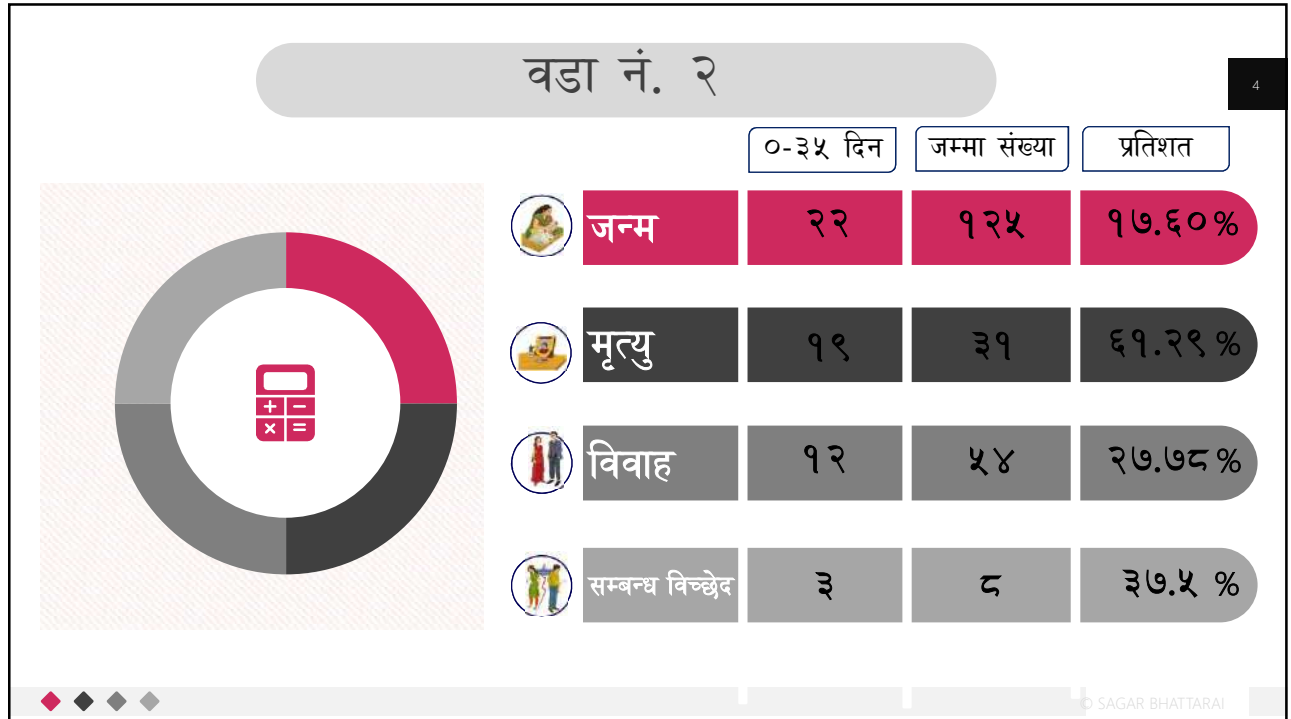 वडा नं. २
4
०-३५ दिन जम्मा संख्या प्रतिशत
जन्म २२ १२५ १७.६०%
मृत्यु १९ ३१ ६१.२९%
विवाह १२ ५४ २७.७८%
सम्बन्ध विच्छेद ३ ८ ३७.५ %
© SAGAR BHATTARAI